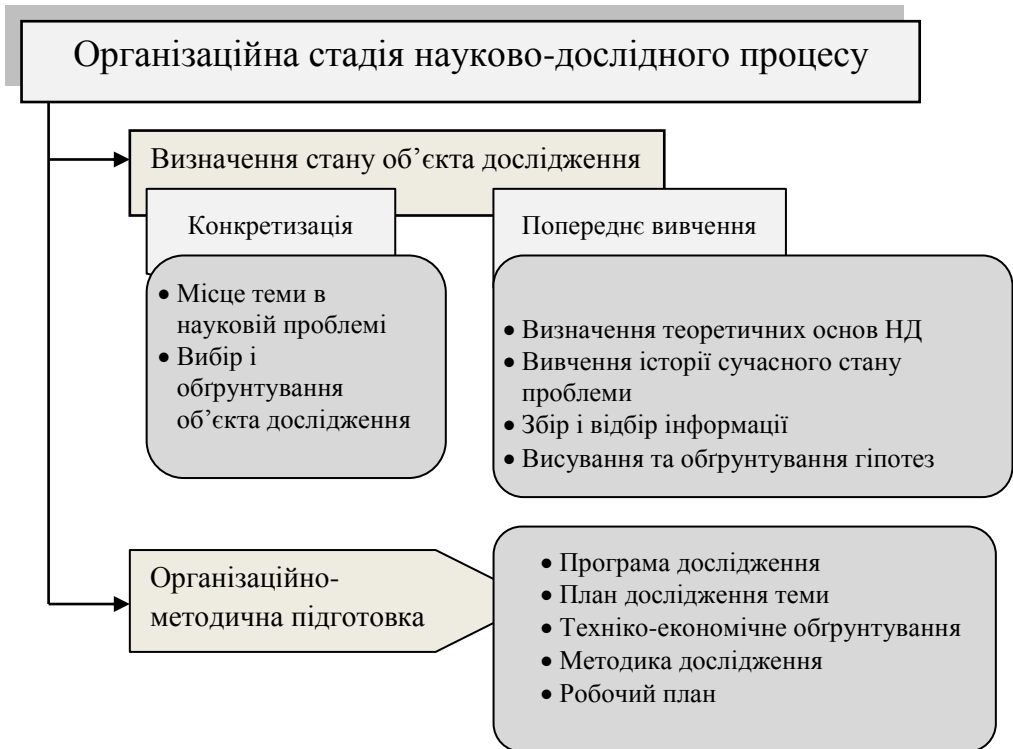 Організаційна стадія науково-дослідного процесу
Визначення стану об’єкта дослідження
Конкретизація
• Місце теми в
науковій проблемі
• Вибір і
обґрунтування
об’єкта дослідження
Попереднє вивчення
• Визначення теоретичних основ НД
• Вивчення історії сучасного стану
проблеми
• Збір і відбір інформації
• Висування та обґрунтування гіпотез
Організаційно-
методична підготовка
• Програма дослідження
• План дослідження теми
• Техніко-економічне обґрунтування
• Методика дослідження
• Робочий план